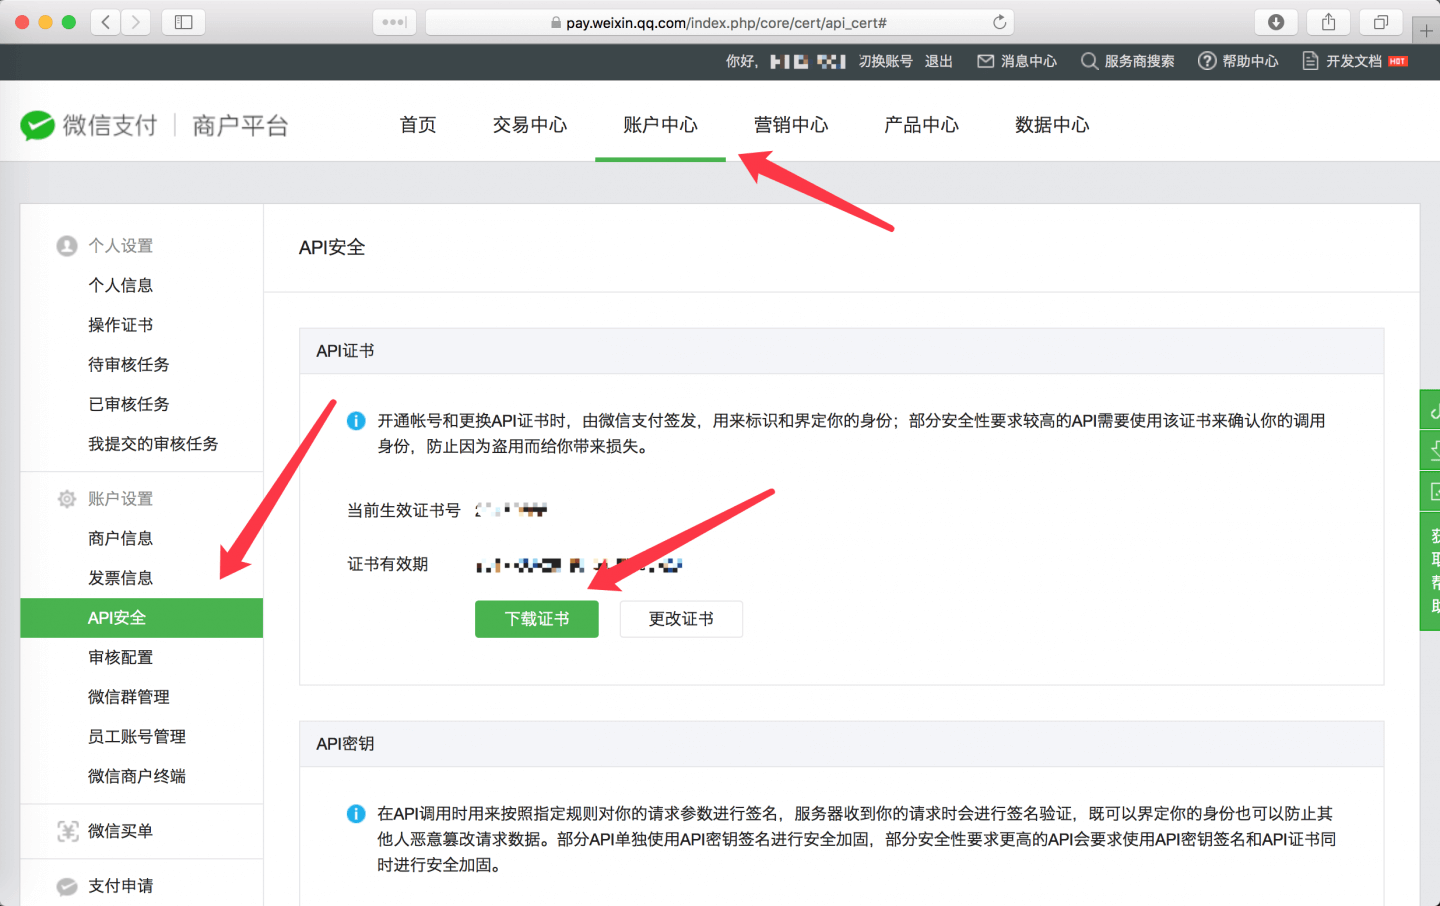 pay.weixin.qq.com/index.php/core/cert/api_cert#
你好，
切换账号 退出 消息中心 服务商搜索 帮助中心 开发文档 HOT
微信支付 商户平台 首页 交易中心 账户中心 营销中心 产品中心 数据中心
个人设置
个人信息
操作证书
待审核任务
已审核任务
我提交的审核任务
账户设置
商户信息
发票信息
API安全
审核配置
微信群管理
员工账号管理
微信商户终端
微信买单
支付申请
API安全
API证书
开通帐号和更换API证书时，由微信支付签发，用来标识和界定你的身份；部分安全性要求较高的API需要使用该证书来确认你的调用
身份，防止因为盗用而给你带来损失。
当前生效证书号
证书有效期
下载证书 更改证书
API密钥
在API调用时用来按照指定规则对你的请求参数进行签名，服务器收到你的请求时会进行签名验证，既可以界定你的身份也可以防止其
他人恶意篡改请求数据。部分API单独使用API密钥签名进行安全加固，部分安全性要求更高的API会要求使用API密钥签名和API证书同
时进行安全加固。
获
取
帮
助